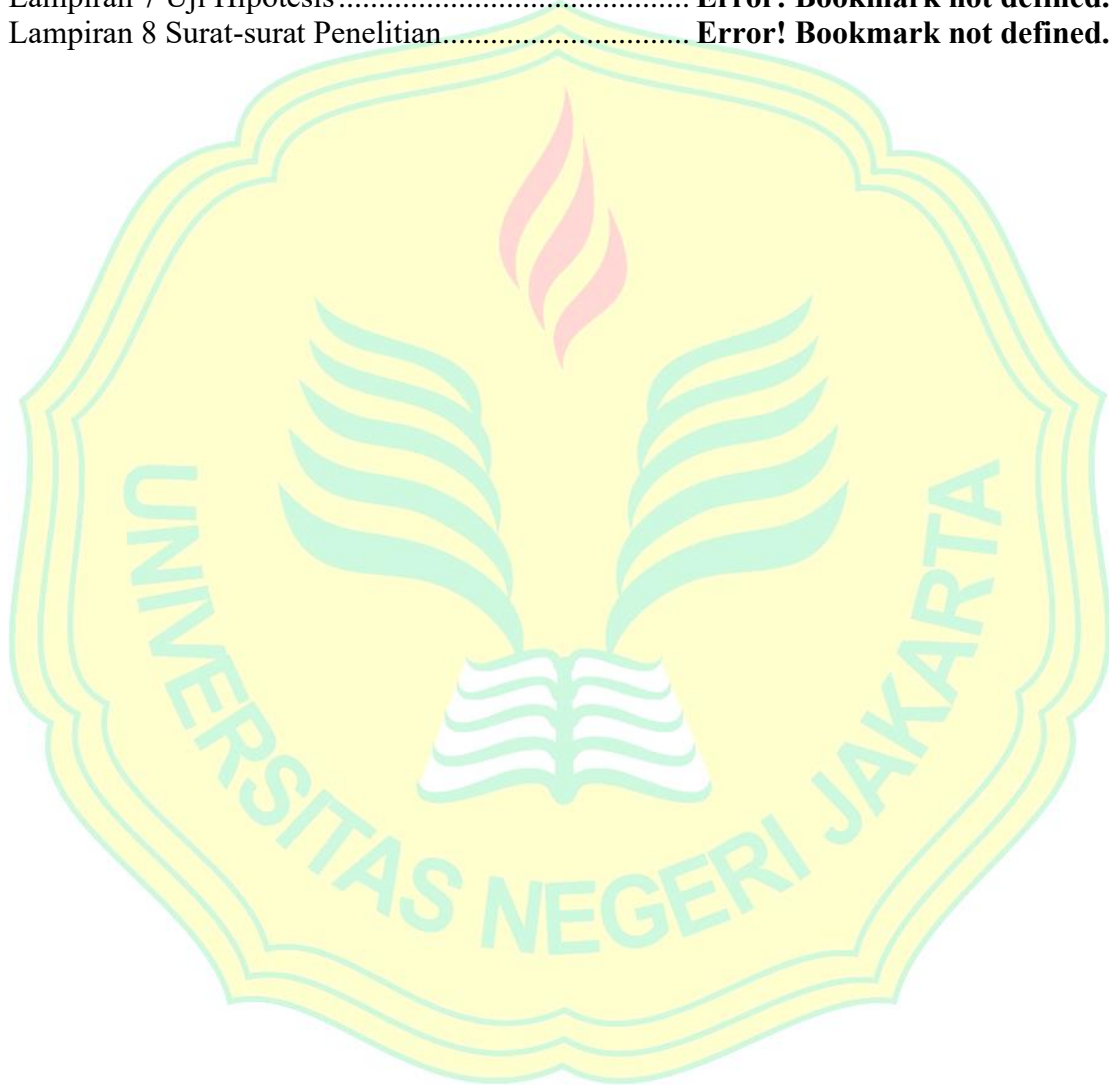 Lampiran 7 Uji Hipotesis............................................ Error! Bookmark not defined.
Lampiran 8 Surat-surat Penelitian............................... Error! Bookmark not defined.
UNIVERSITAS NEGERI JAKARTA